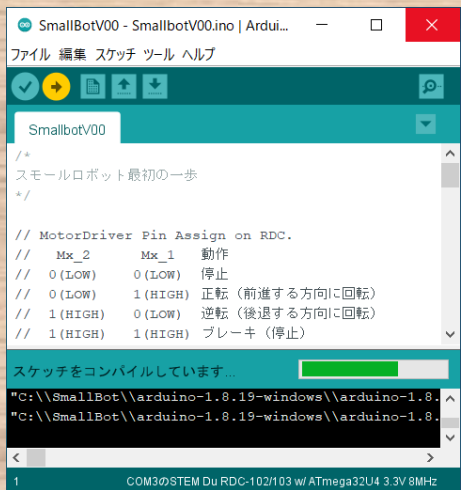 SmallBotV00 - SmallbotV00.ino | Ardui...
ファイル 編集 スケッチ ツール ヘルプ
SmallbotV00
/*
スモールロボット最初の一歩
*/
// MotorDriver Pin Assign on RDC.
// Mx_2 Mx_1 動作
// 0(LOW) 0(LOW) 停止
// 0(LOW) 1(HIGH) 正転（前進する方向に回転）
// 1(HIGH) 0(LOW) 逆転（後退する方向に回転）
// 1(HIGH) 1(HIGH) ブレーキ（停止）
スケッチをコンパイルしています...
"C:\\SmallBot\\arduino-1.8.19-windows\\arduino-1.8.
"C:\\SmallBot\\arduino-1.8.19-windows\\arduino-1.8.
1 COM3のSTEM Du RDC-102/103 w/ ATmega32U4 3.3V 8MHz